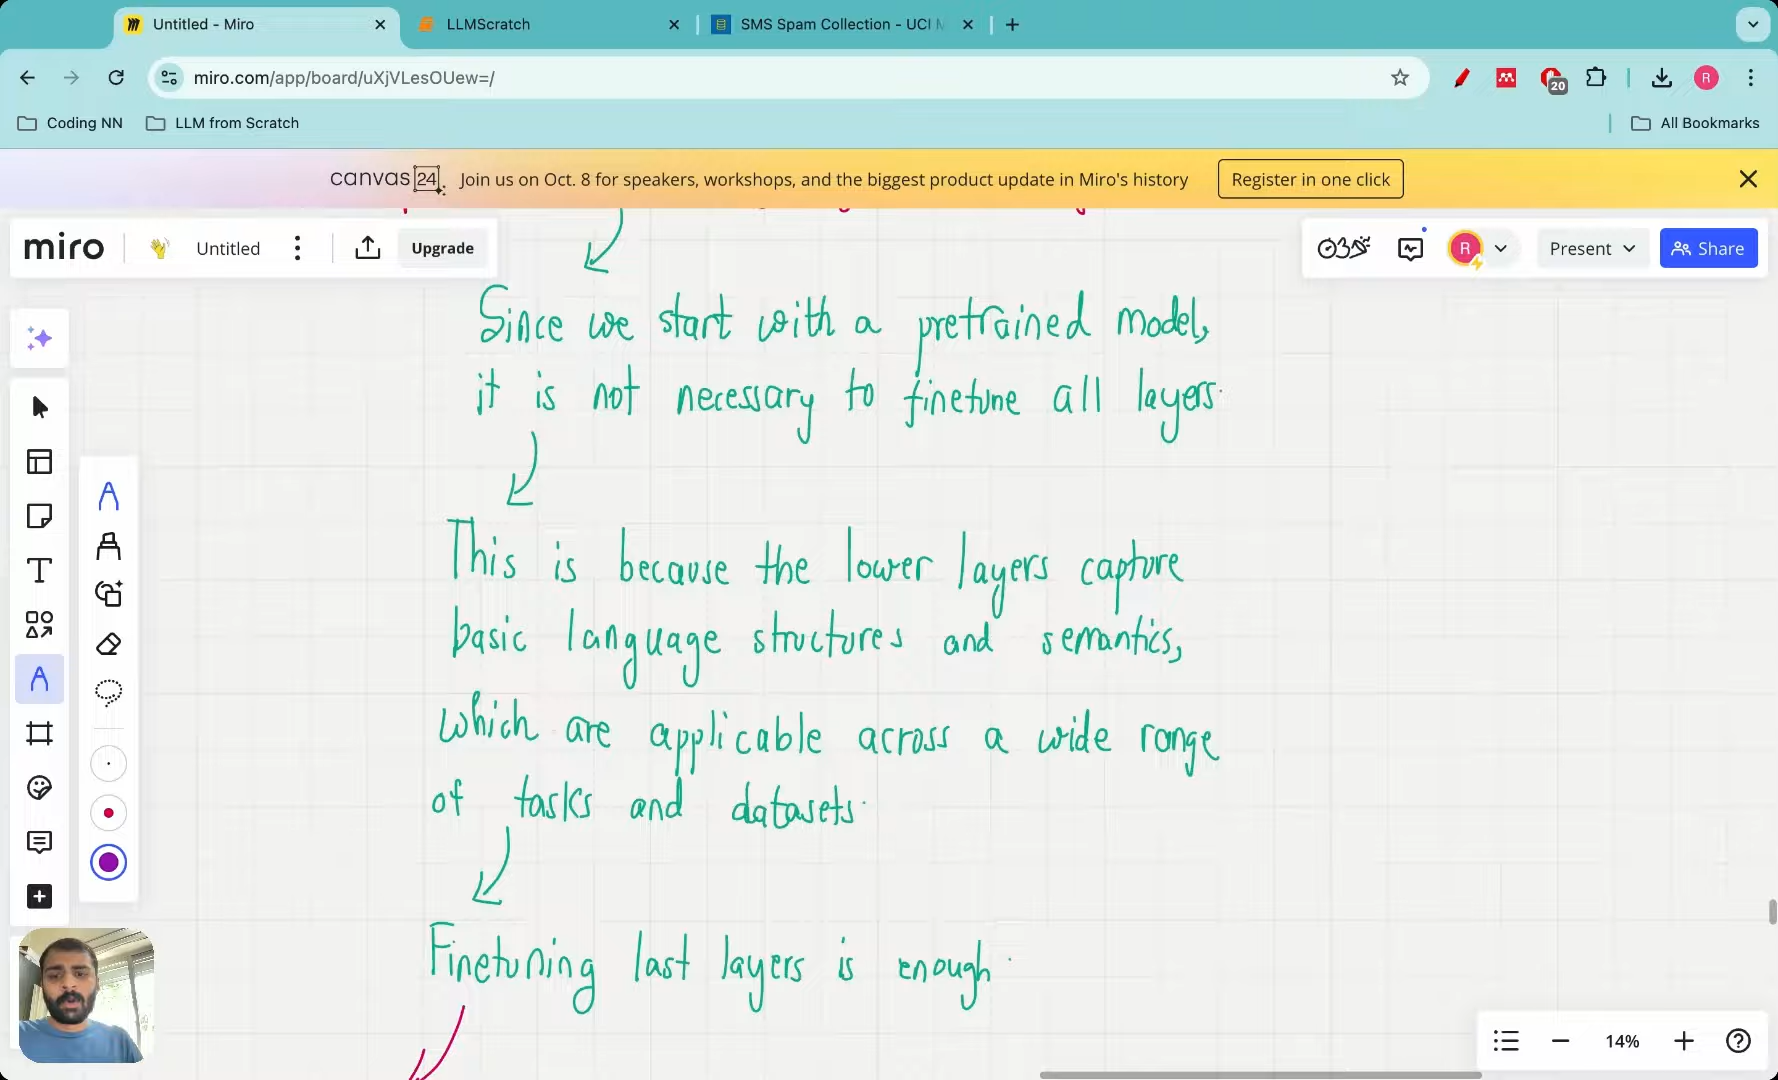 Untitled - Miro
LLMScratch
SMS Spam Collection - UCI M
miro.com/app/board/uXjVLesOUew=/
20
R
Coding NN
LLM from Scratch
All Bookmarks
canvas 24 Join us on Oct. 8 for speakers, workshops, and the biggest product update in Miro's history
Register in one click
miro
Untitled
Upgrade
R
Present
Share
Since we start with a pretrained model,
it is not necessary to finetune all layers.
This is because the lower layers capture
basic language structures and semantics,
which are applicable across a wide range
of tasks and datasets.
Finetuning last layers is enough.
14%